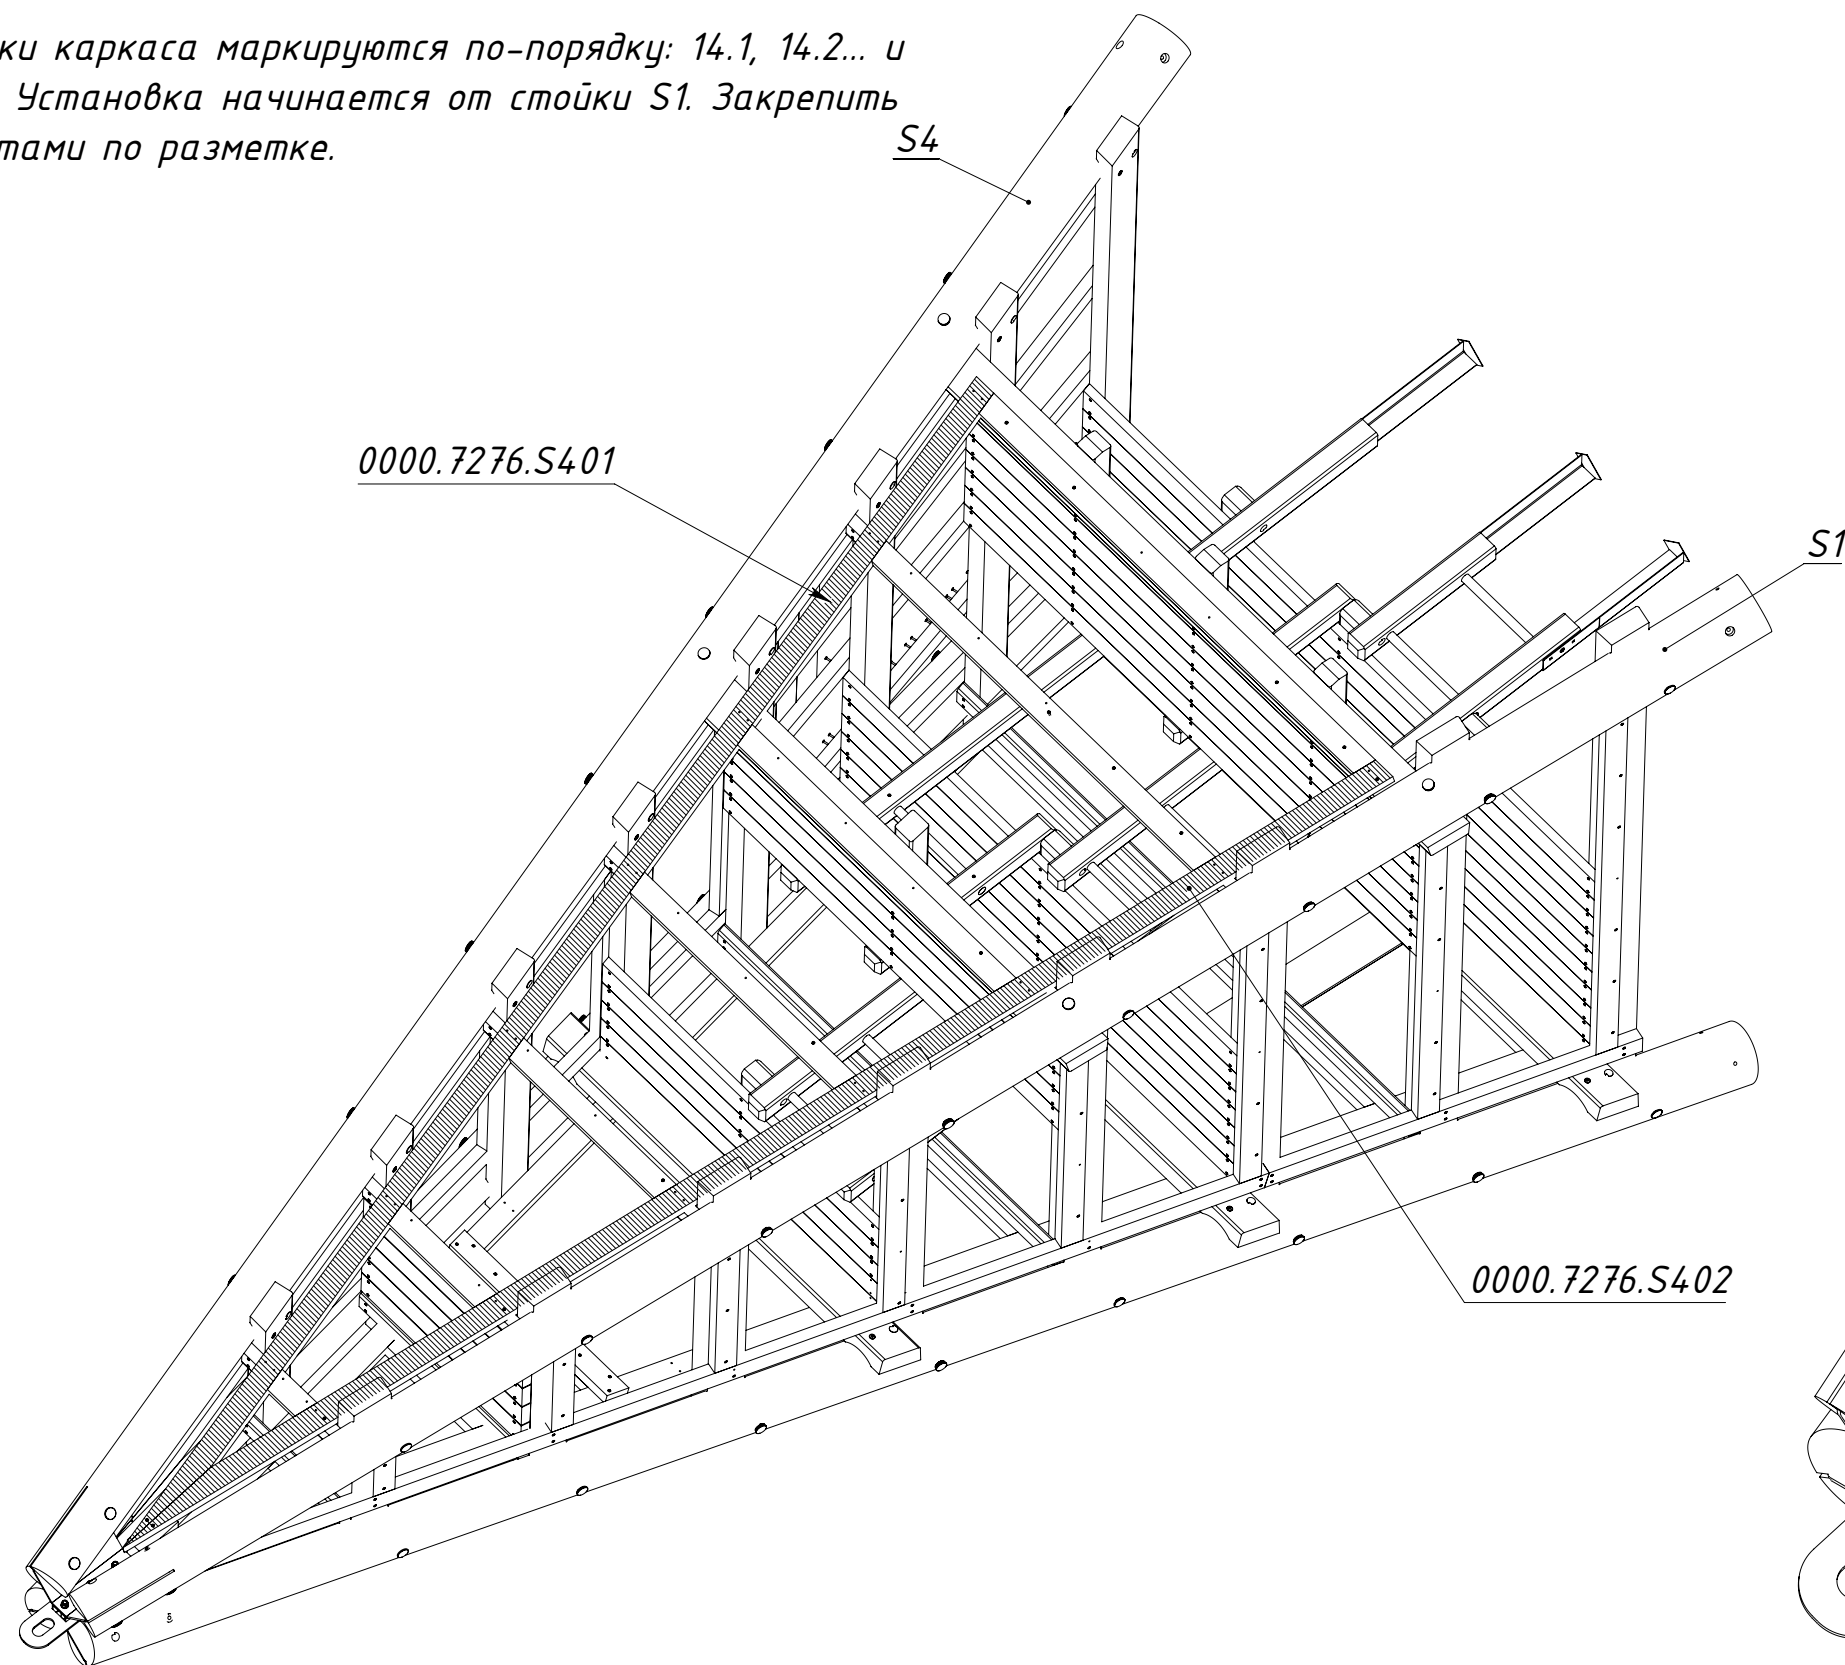 ки каркаса маркируются по-порядку: 14.1, 14.2... и
Установка начинается от стойки S1. Закрепить
тами по разметке.
S4
0000.7276.S401
S1
0000.7276.S402